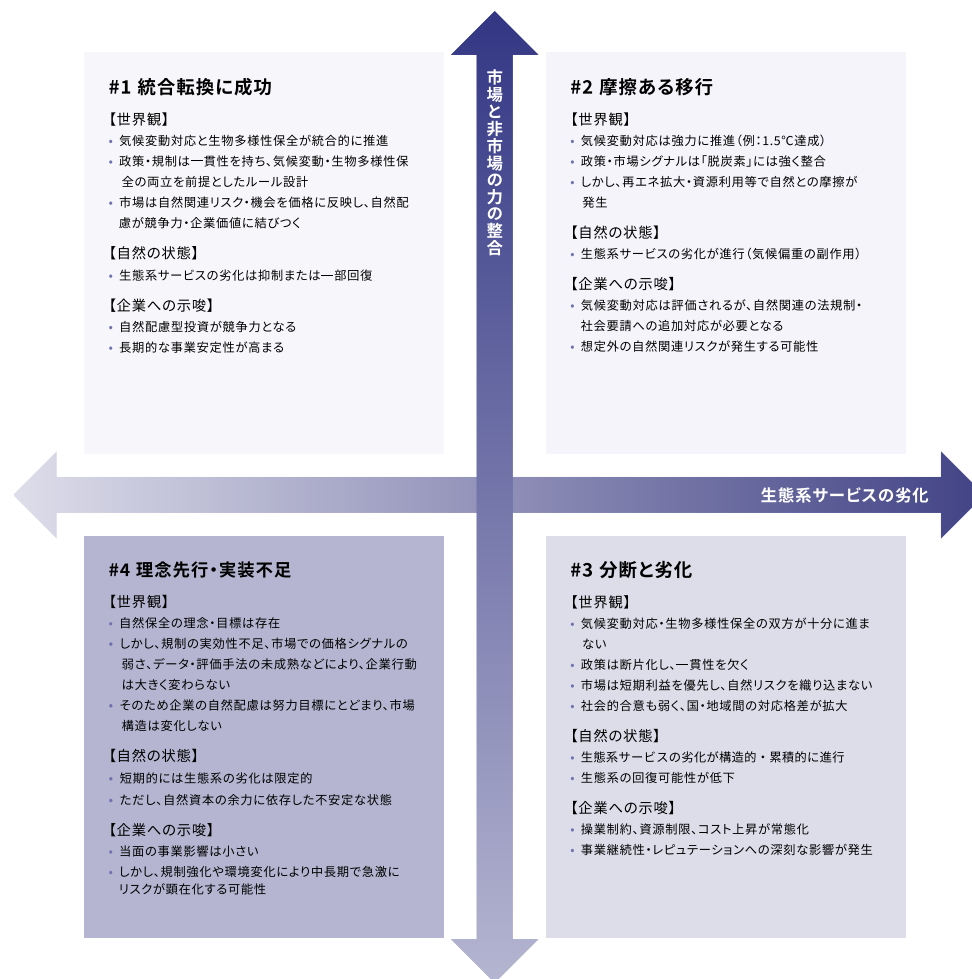 #1 統合転換に成功
【世界観】
• 気候変動対応と生物多様性保全が統合的に推進
• 政策・規制は一貫性を持ち、気候変動・生物多様性保
全の両立を前提としたルール設計
• 市場は自然関連リスク・機会を価格に反映し、自然配
慮が競争力・企業価値に結びつく
【自然の状態】
• 生態系サービスの劣化は抑制または一部回復
【企業への示唆】
• 自然配慮型投資が競争力となる
• 長期的な事業安定性が高まる
市場と非市場の力の整合
#2 摩擦ある移行
【世界観】
• 気候変動対応は強力に推進（例：1.5℃達成）
• 政策・市場シグナルは「脱炭素」には強く整合
• しかし、再エネ拡大・資源利用等で自然との摩擦が
発生
【自然の状態】
• 生態系サービスの劣化が進行（気候偏重の副作用）
【企業への示唆】
• 気候変動対応は評価されるが、自然関連の法規制・
社会要請への追加対応が必要となる
• 想定外の自然関連リスクが発生する可能性
生態系サービスの劣化
#4 理念先行・実装不足
【世界観】
• 自然保全の理念・目標は存在
• しかし、規制の実効性不足、市場での価格シグナルの
弱さ、データ・評価手法の未成熟などにより、企業行動
は大きく変わらない
• そのため企業の自然配慮は努力目標にとどまり、市場
構造は変化しない
【自然の状態】
• 短期的には生態系の劣化は限定的
• ただし、自然資本の余力に依存した不安定な状態
【企業への示唆】
• 当面の事業影響は小さい
• しかし、規制強化や環境変化により中長期で急激に
リスクが顕在化する可能性
#3 分断と劣化
【世界観】
• 気候変動対応・生物多様性保全の双方が十分に進ま
ない
• 政策は断片化し、一貫性を欠く
• 市場は短期利益を優先し、自然リスクを織り込まない
• 社会的合意も弱く、国・地域間の対応格差が拡大
【自然の状態】
• 生態系サービスの劣化が構造的・累積的に進行
• 生態系の回復可能性が低下
【企業への示唆】
• 操業制約、資源制限、コスト上昇が常態化
• 事業継続性・レピュテーションへの深刻な影響が発生